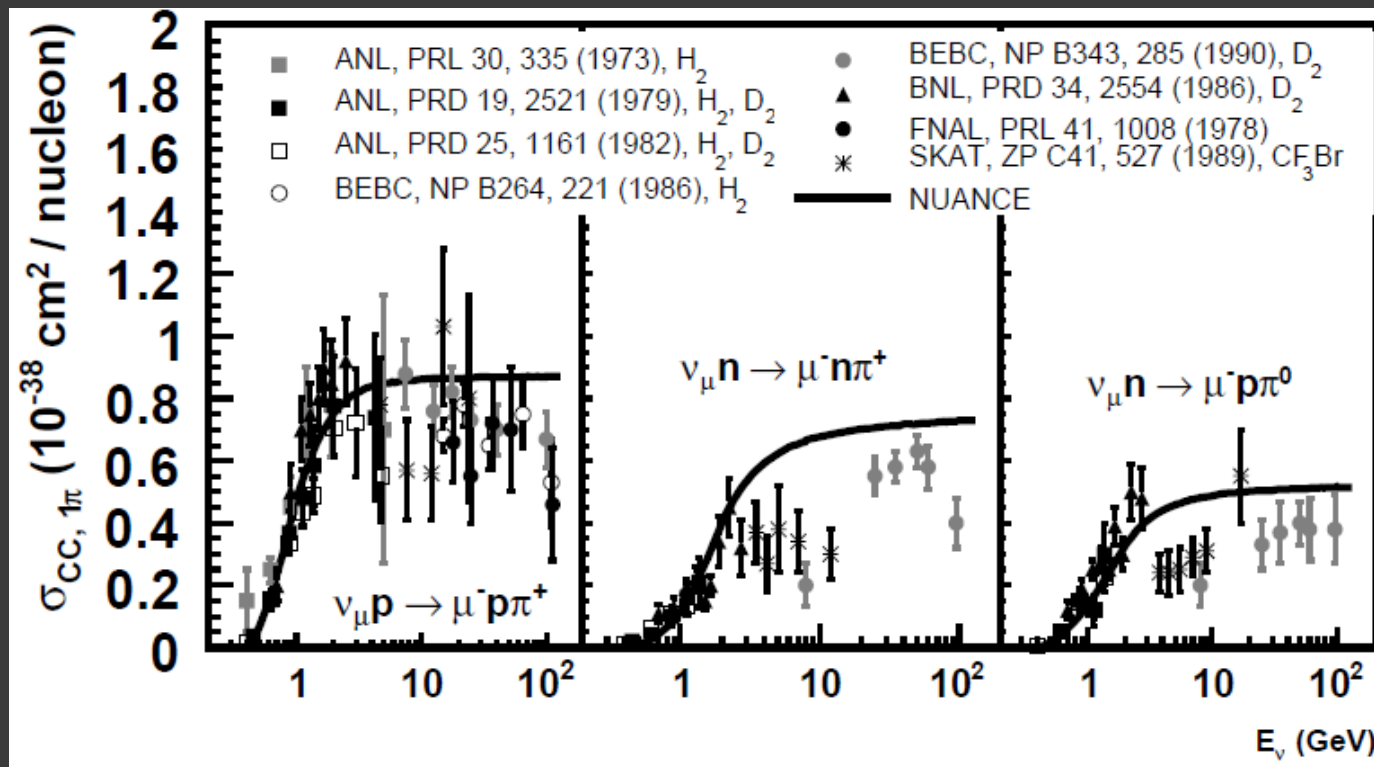 σCC, 1π (10⁻³⁸ cm² / nucleon)
2
1.8
1.6
1.4
1.2
1
0.8
0.6
0.4
0.2
0
ANL, PRL 30, 335 (1973), H₂
ANL, PRD 19, 2521 (1979), H₂, D₂
ANL, PRD 25, 1161 (1982), H₂, D₂
BEBC, NP B264, 221 (1986), H₂
BEBC, NP B343, 285 (1990), D₂
BNL, PRD 34, 2554 (1986), D₂
FNAL, PRL 41, 1008 (1978)
SKAT, ZP C41, 527 (1989), CF₃Br
NUANCE
νμp → μ⁻pπ⁺
νμn → μ⁻nπ⁺
νμn → μ⁻pπ⁰
1 10 10² 1 10 10² 1 10 10²
Eν (GeV)